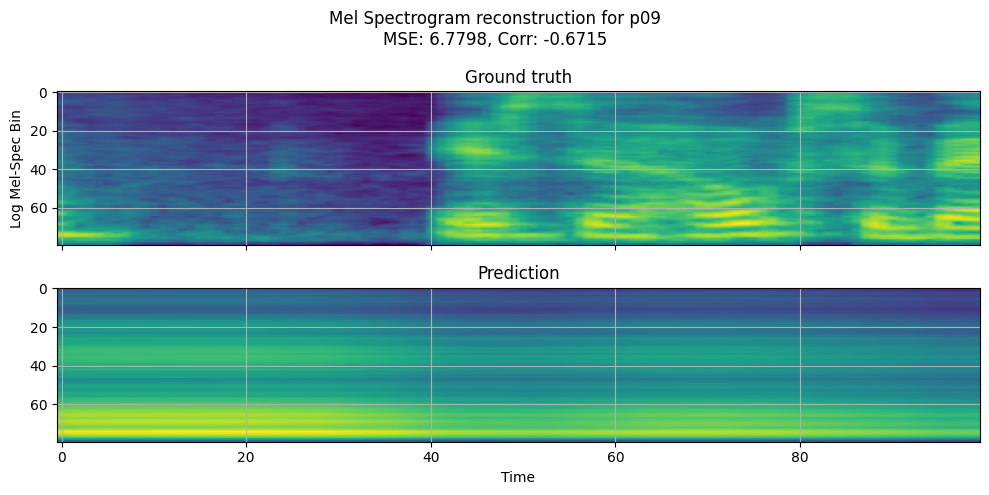 Mel Spectrogram reconstruction for p09
MSE: 6.7798, Corr: -0.6715
Ground truth
Log Mel-Spec Bin
0
20
40
60
Prediction
0
20
40
60
0 20 40 60 80
Time